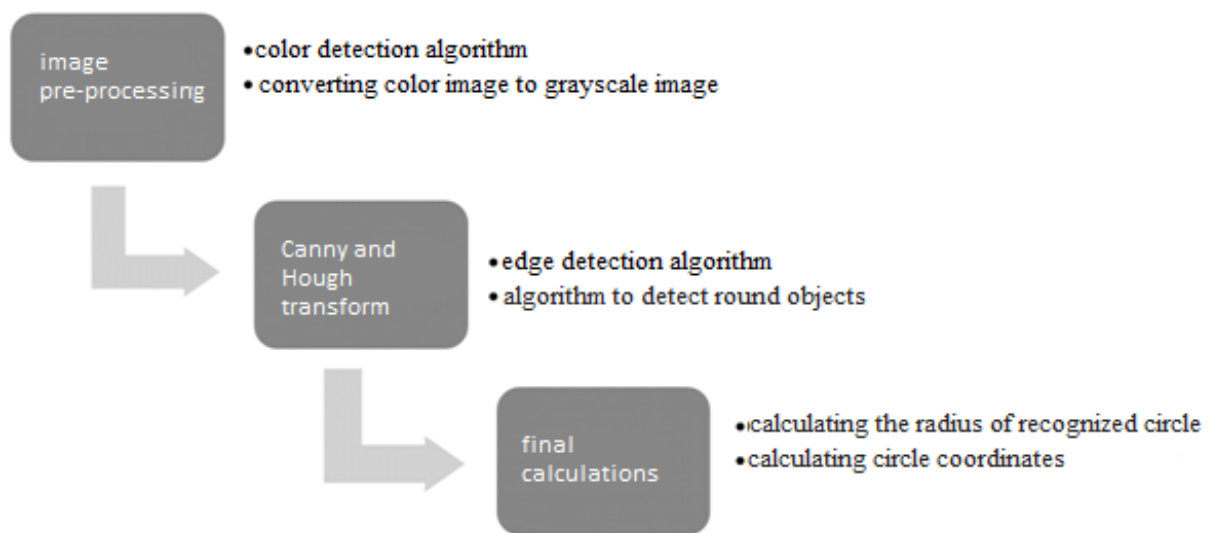 image
pre-processing
•color detection algorithm
• converting color image to grayscale image
Canny and
Hough
transform
•edge detection algorithm
• algorithm to detect round objects
final
calculations
•calculating the radius of recognized circle
•calculating circle coordinates